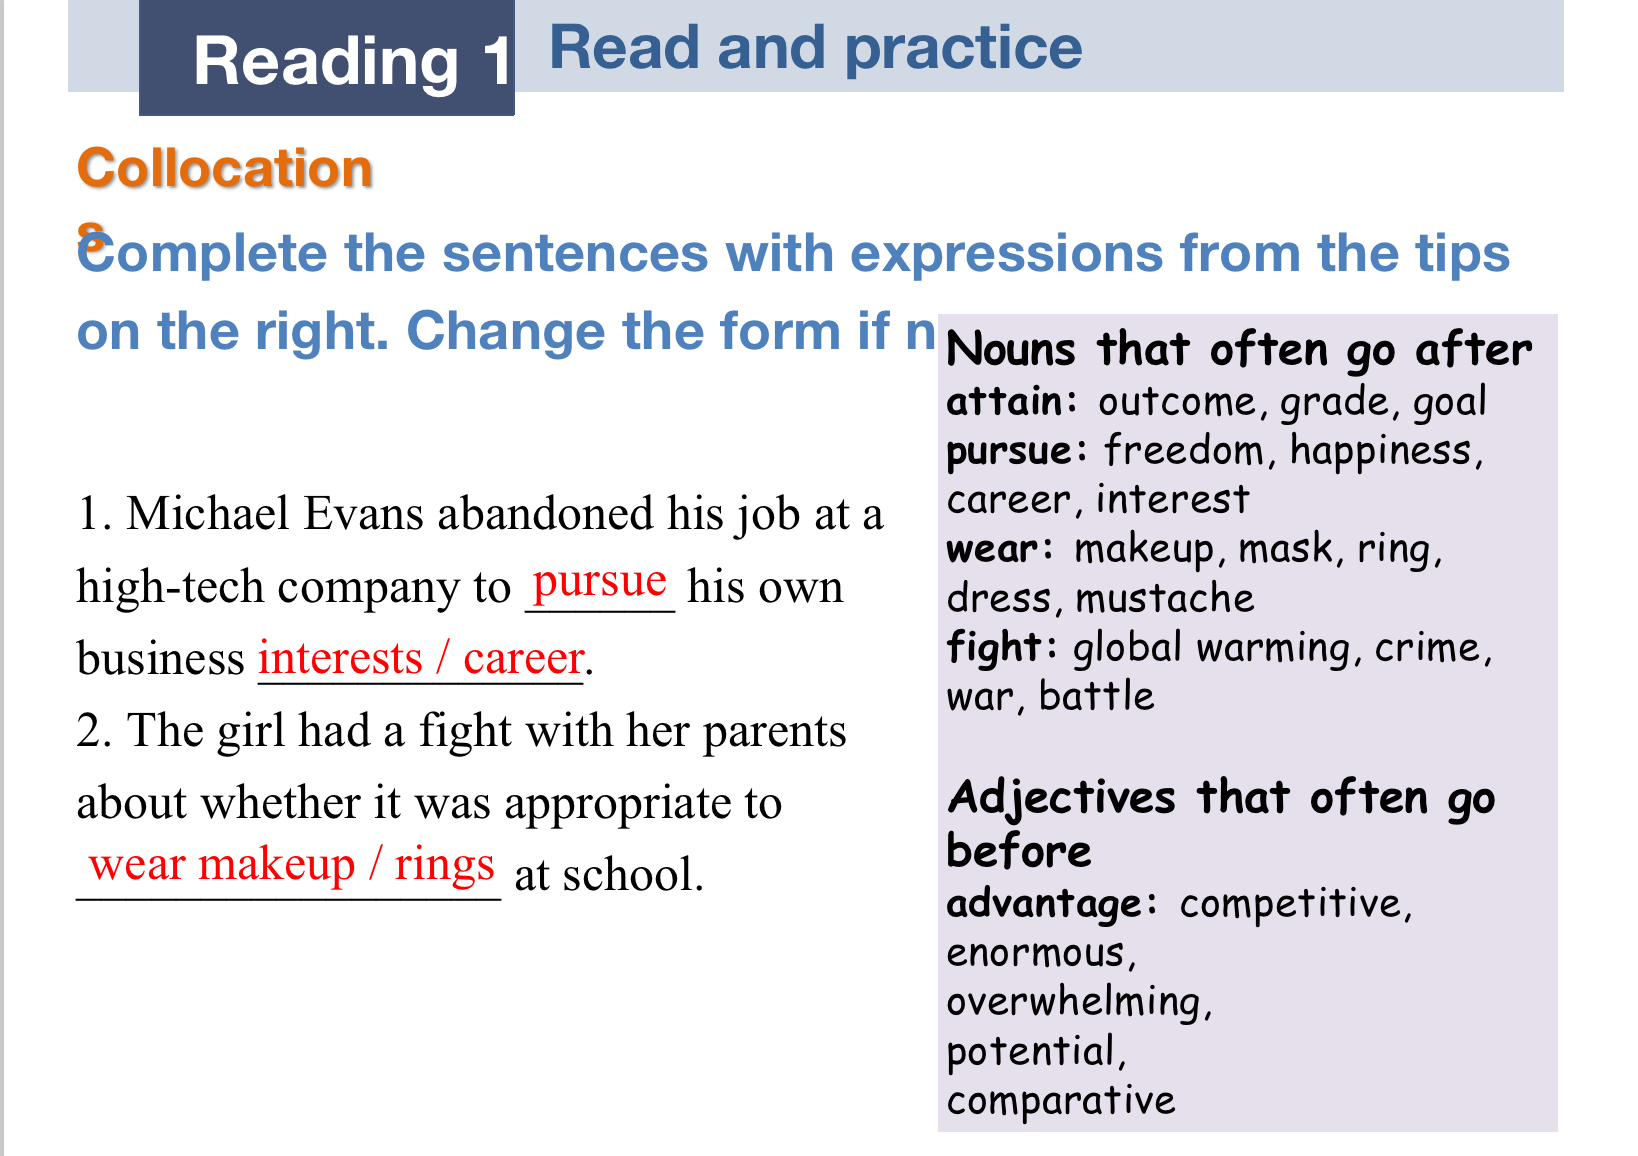 Reading 1
Read and practice
Collocation
s
Complete the sentences with expressions from the tips
on the right. Change the form if n
1. Michael Evans abandoned his job at a
high-tech company to pursue his own
business interests / career.
2. The girl had a fight with her parents
about whether it was appropriate to
wear makeup / rings at school.
Nouns that often go after
attain: outcome, grade, goal
pursue: freedom, happiness,
career, interest
wear: makeup, mask, ring,
dress, mustache
fight: global warming, crime,
war, battle
Adjectives that often go
before
advantage: competitive,
enormous,
overwhelming,
potential,
comparative